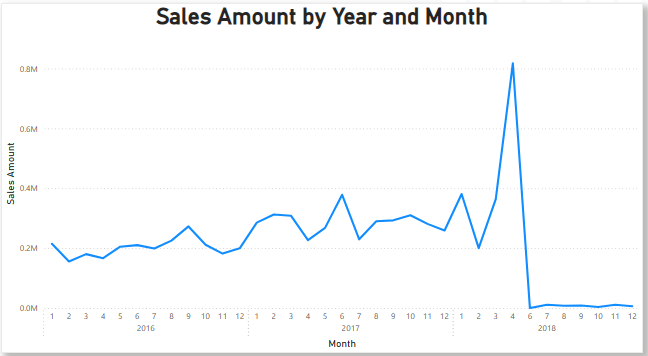 Sales Amount by Year and Month
0.8M
0.6M
0.4M
0.2M
0.0M
Sales Amount
1 2 3 4 5 6 7 8 9 10 11 12 1 2 3 4 5 6 7 8 9 10 11 12 1 2 3 4 6 7 8 9 10 11 12
2016 2017 2018
Month